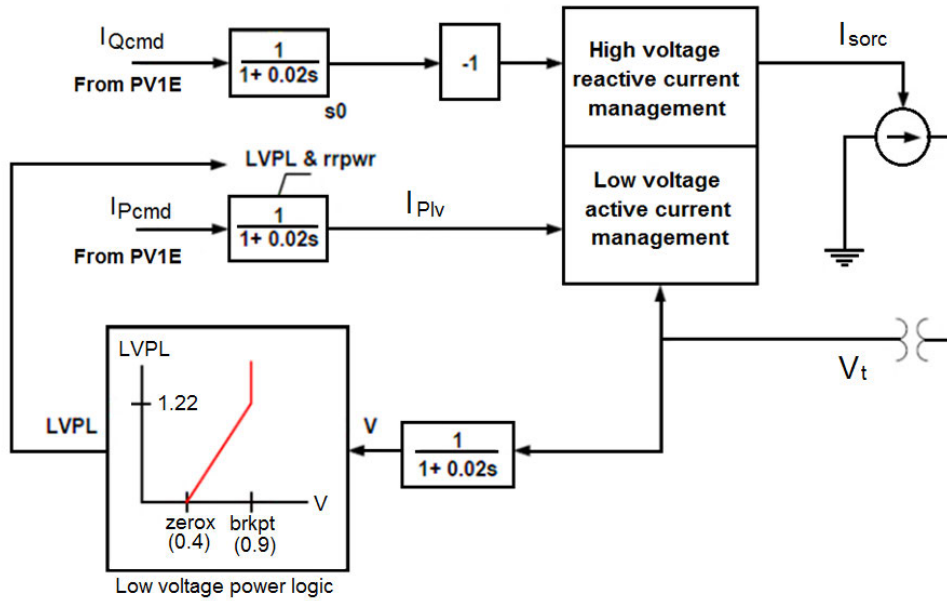 IQcmd
From PV1E
1
1+ 0.02s
s0
-1
High voltage
reactive current
management
Isorc
LVPL & rrpwr
IPcmd
From PV1E
1
1+ 0.02s
IPlv
Low voltage
active current
management
Vt
LVPL
LVPL
1.22
V
zerox
(0.4)
brkpt
(0.9)
V
1
1+ 0.02s
Low voltage power logic